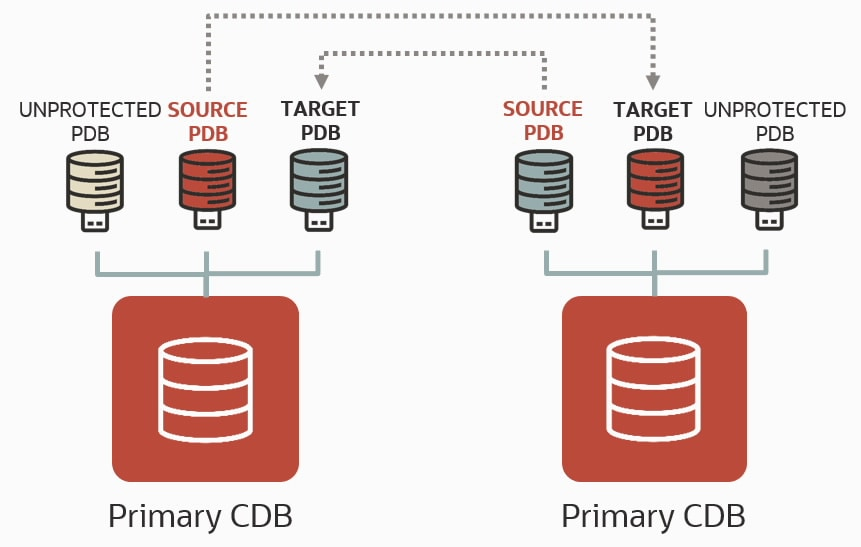 UNPROTECTED PDB
SOURCE PDB
TARGET PDB
SOURCE PDB
TARGET PDB
UNPROTECTED PDB
Primary CDB
Primary CDB